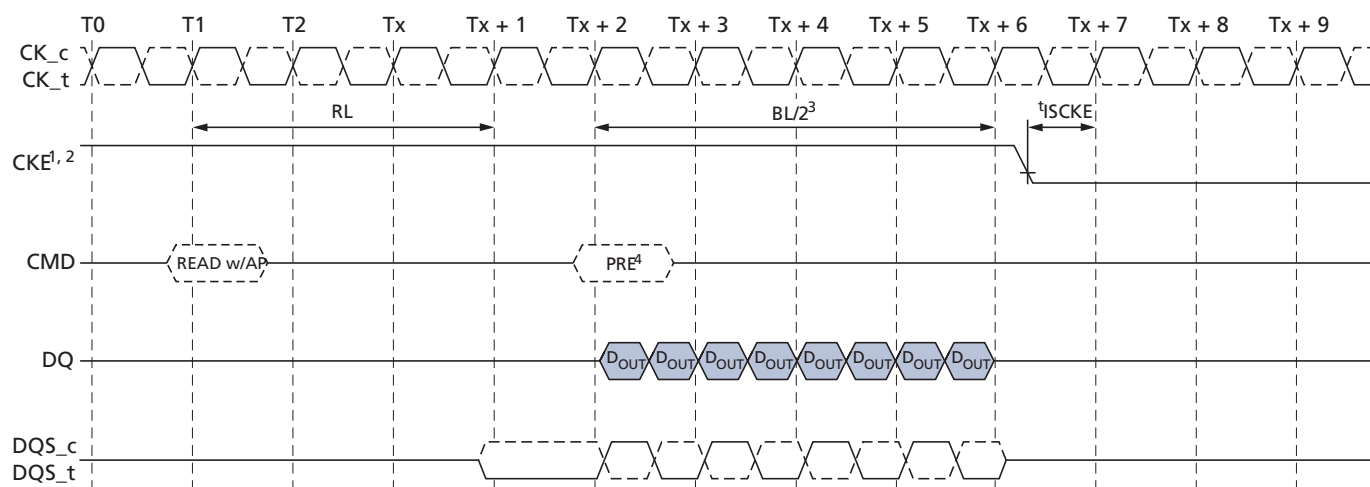 T0 T1 T2 Tx Tx + 1 Tx + 2 Tx + 3 Tx + 4 Tx + 5 Tx + 6 Tx + 7 Tx + 8 Tx + 9
CK_c
CK_t
RL BL/2³ tISCKE
CKE1, 2
CMD READ w/AP PRE4
DQ DOUT DOUT DOUT DOUT DOUT DOUT DOUT DOUT
DQS_c
DQS_t